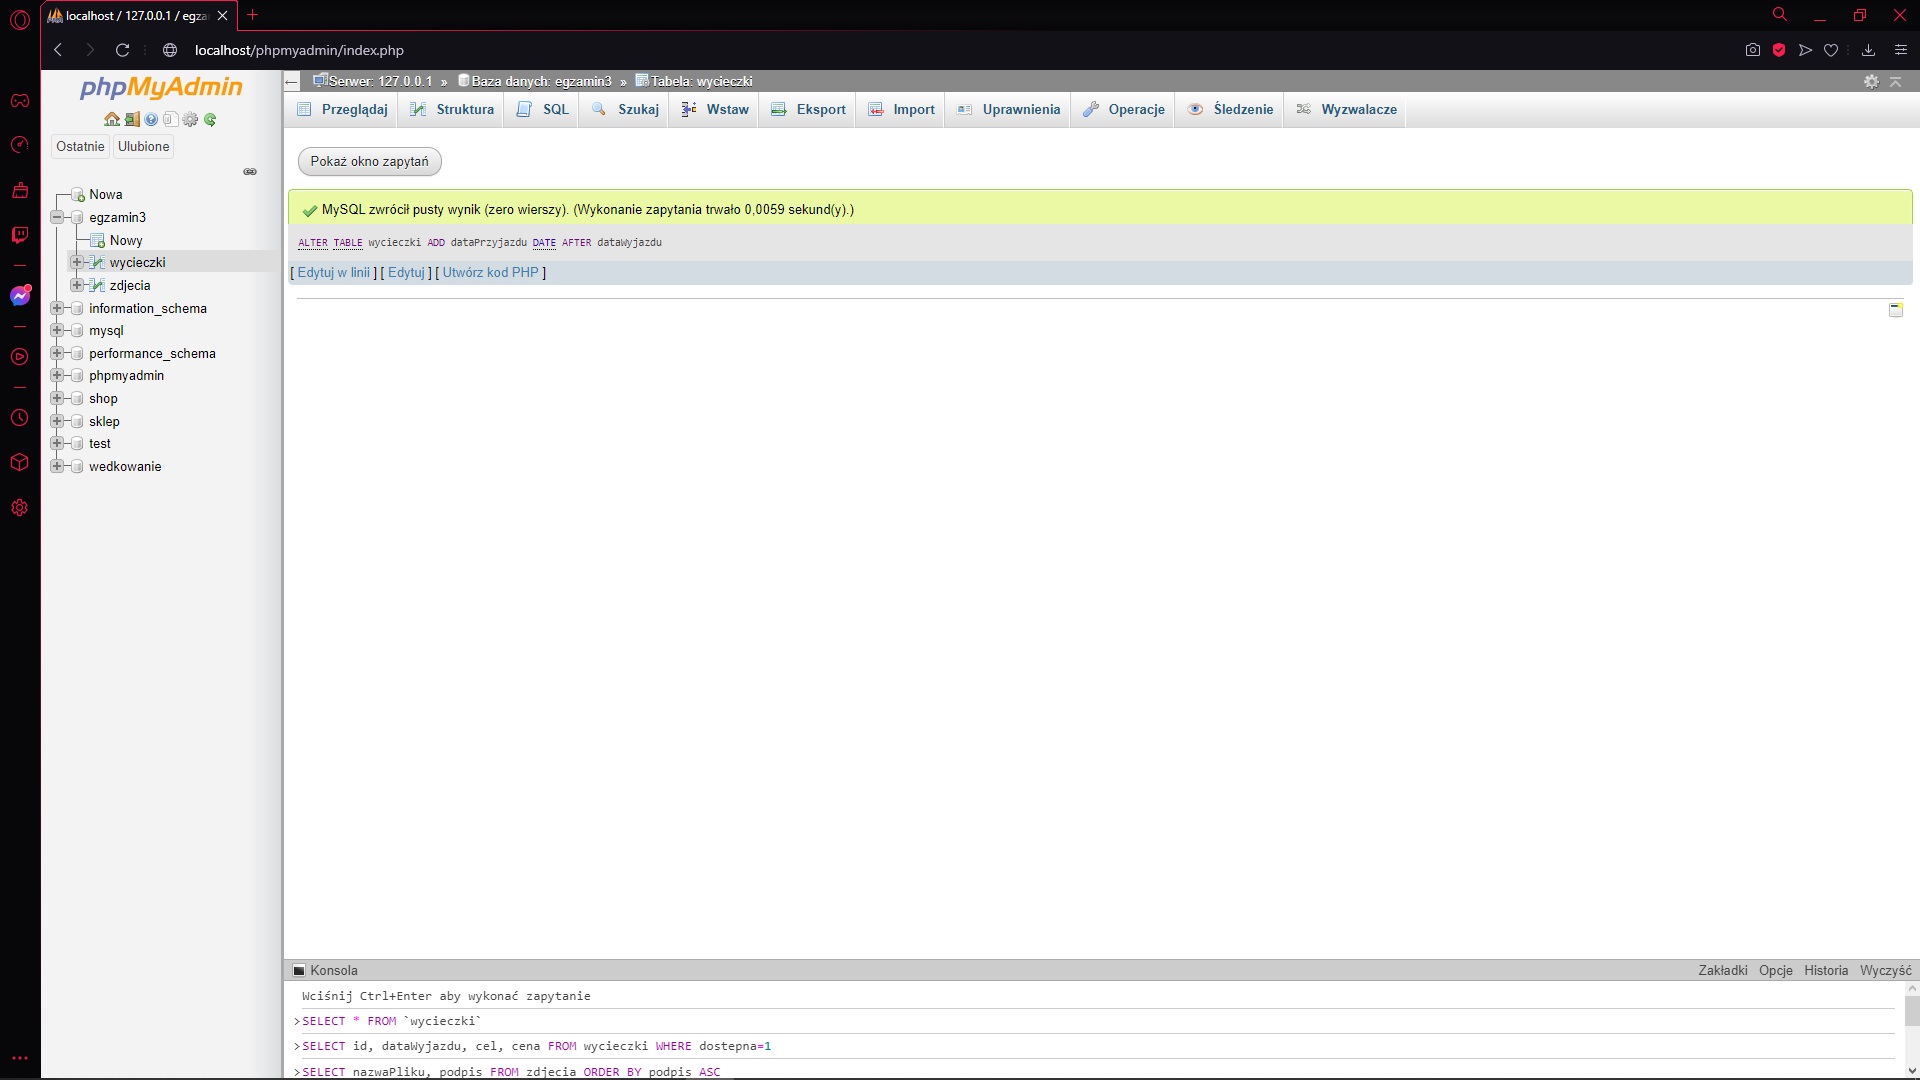 localhost / 127.0.0.1 / egza
localhost/phpmyadmin/index.php
phpMyAdmin
Ostatnie Ulubione
Nowa
egzamin3
Nowy
wycieczki
zdjecia
information_schema
mysql
performance_schema
phpmyadmin
shop
sklep
test
wedkowanie
Serwer: 127.0.0.1 » Baza danych: egzamin3 » Tabela: wycieczki
Przeglądaj Struktura SQL Szukaj Wstaw Eksport Import Uprawnienia Operacje Śledzenie Wyzwalacze
Pokaż okno zapytań
MySQL zwrócił pusty wynik (zero wierszy). (Wykonanie zapytania trwało 0,0059 sekund(y).)
ALTER TABLE wycieczki ADD dataPrzyjazdu DATE AFTER dataWyjazdu
[ Edytuj w linii ] [ Edytuj ] [ Utwórz kod PHP ]
Konsola Zakładki Opcje Historia Wyczyść
Wciśnij Ctrl+Enter aby wykonać zapytanie
>SELECT * FROM `wycieczki`
>SELECT id, dataWyjazdu, cel, cena FROM wycieczki WHERE dostepna=1
>SELECT nazwaPliku, podpis FROM zdjecia ORDER BY podpis ASC